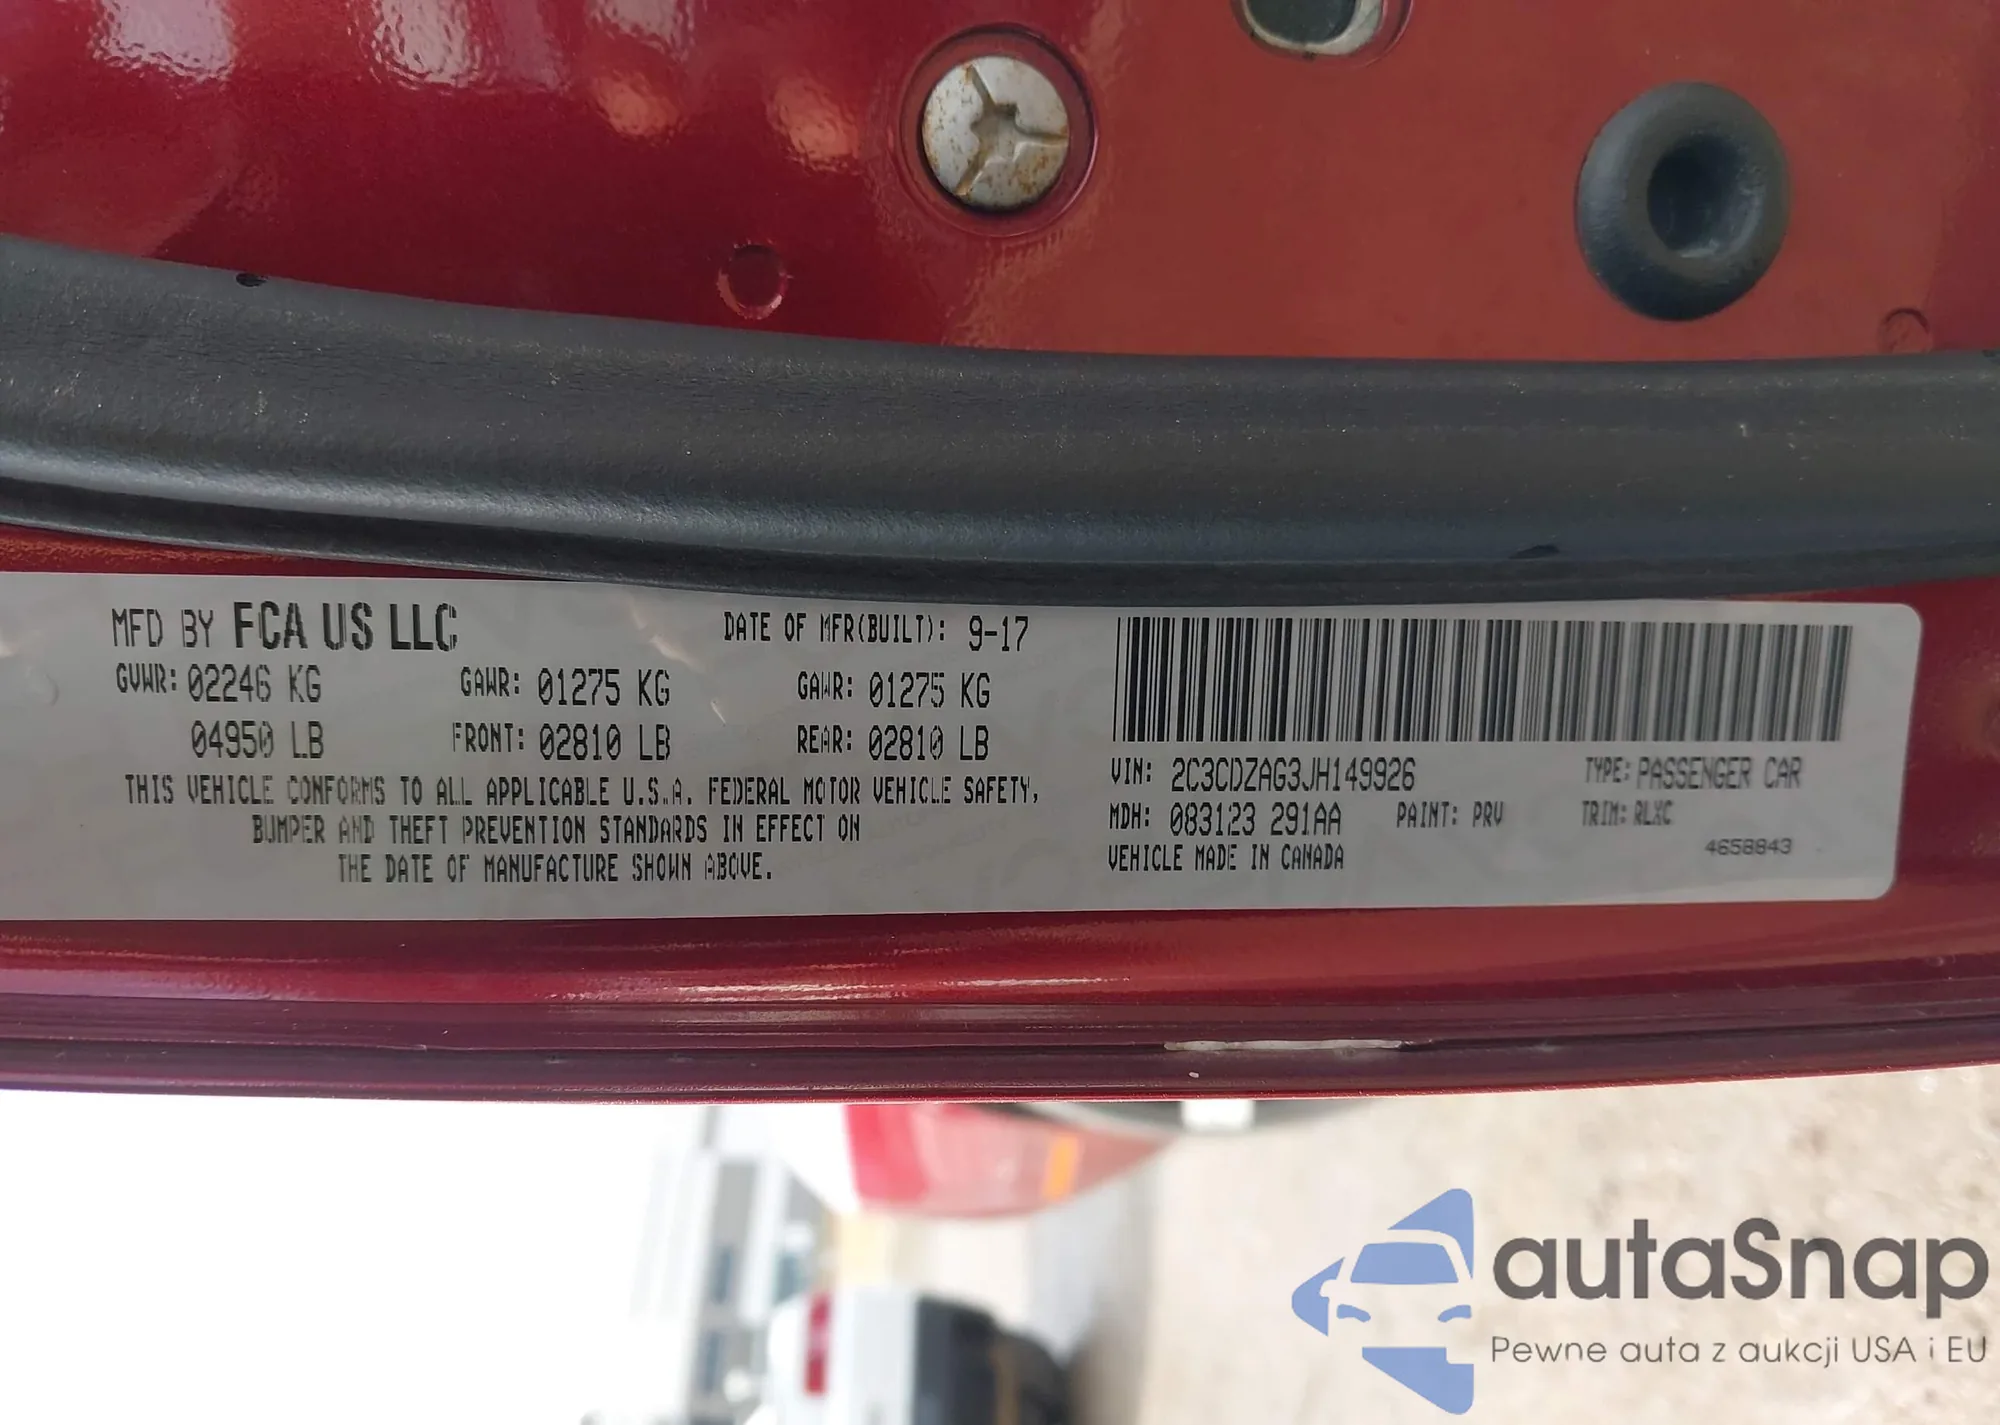 MFD BY FCA US LLC DATE OF MFR(BUILT): 9-17
GVWR: 02246 KG GAWR: 01275 KG GAWR: 01275 KG
04950 LB FRONT: 02810 LB REAR: 02810 LB
THIS VEHICLE CONFORMS TO ALL APPLICABLE U.S.A. FEDERAL MOTOR VEHICLE SAFETY,
BUMPER AND THEFT PREVENTION STANDARDS IN EFFECT ON
THE DATE OF MANUFACTURE SHOWN ABOVE.
VIN: 2C3CDZAG3JH149926 TYPE: PASSENGER CAR
MDH: 083123 291AA PAINT: PRV TRIM: RLXC
VEHICLE MADE IN CANADA 4658843
autaSnap
Pewne auta z aukcji USA i EU